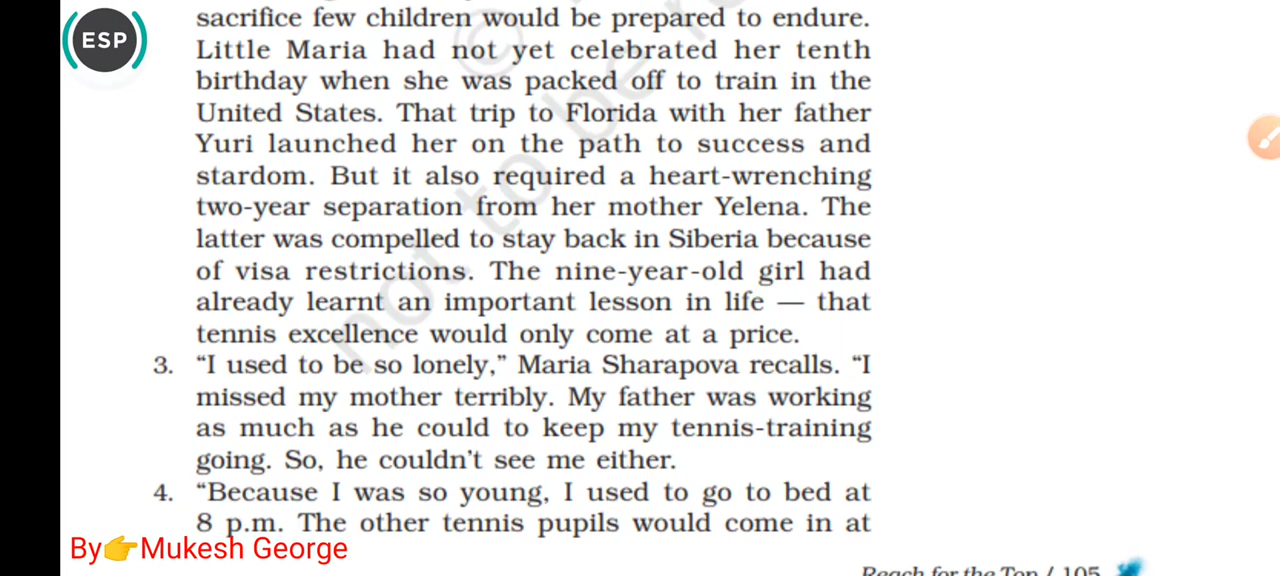 ESP
sacrifice few children would be prepared to endure.
Little Maria had not yet celebrated her tenth
birthday when she was packed off to train in the
United States. That trip to Florida with her father
Yuri launched her on the path to success and
stardom. But it also required a heart-wrenching
two-year separation from her mother Yelena. The
latter was compelled to stay back in Siberia because
of visa restrictions. The nine-year-old girl had
already learnt an important lesson in life — that
tennis excellence would only come at a price.
3. “I used to be so lonely,” Maria Sharapova recalls. “I
missed my mother terribly. My father was working
as much as he could to keep my tennis-training
going. So, he couldn’t see me either.
4. “Because I was so young, I used to go to bed at
8 p.m. The other tennis pupils would come in at
By👉Mukesh George
Reach for the Top / 105
© not to be re